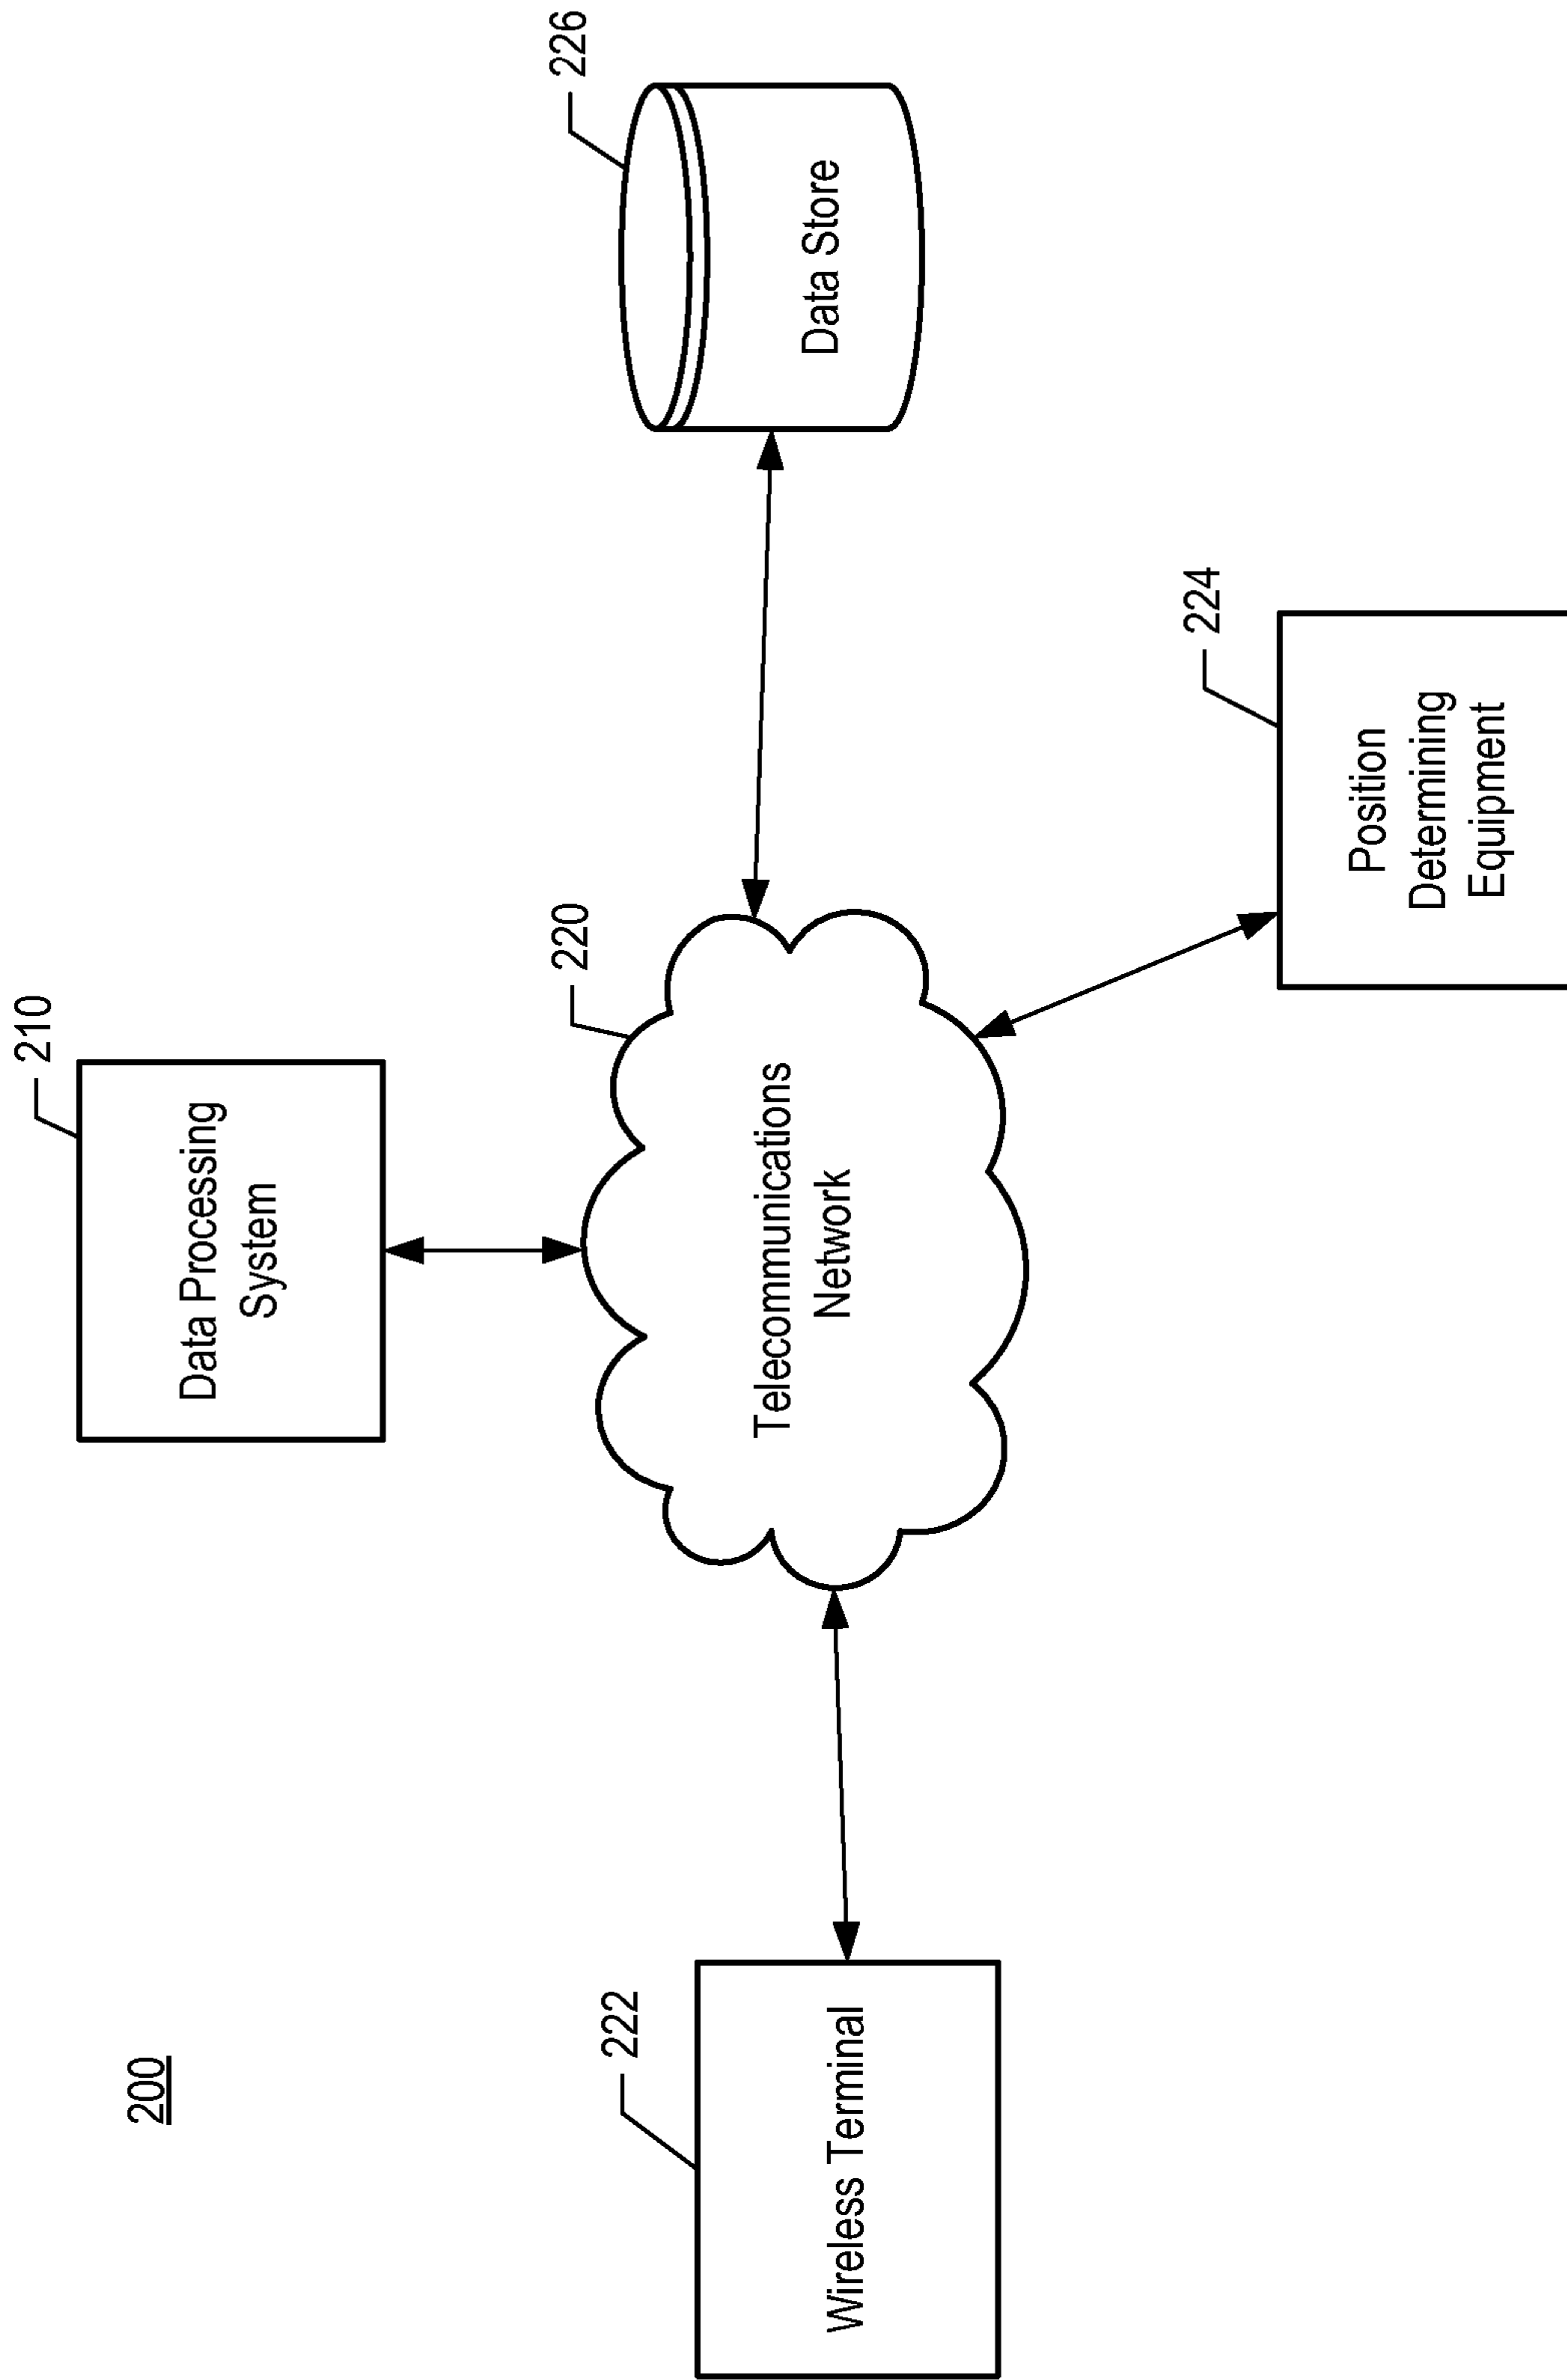 200
210
Data Processing
System
220
Telecommunications
Network
222
Wireless Terminal
226
Data Store
224
Position
Determining
Equipment